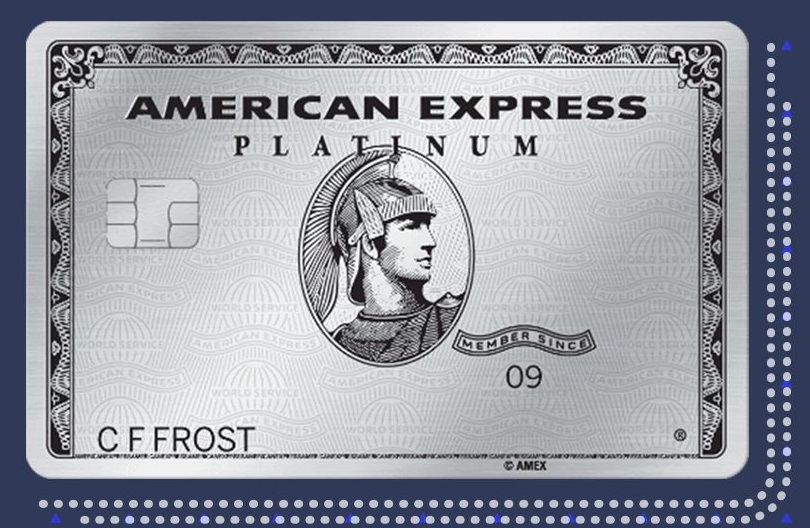 AMERICAN EXPRESS
PLATINUM
MEMBER SINCE
09
C F FROST
®
© AMEX